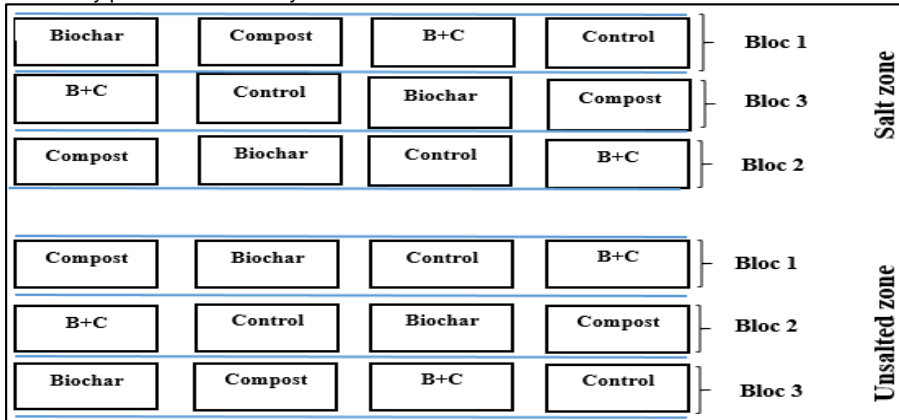 Biochar Compost B+C Control Bloc 1
B+C Control Biochar Compost Bloc 3
Compost Biochar Control B+C Bloc 2
Salt zone
Compost Biochar Control B+C Bloc 1
B+C Control Biochar Compost Bloc 2
Biochar Compost B+C Control Bloc 3
Unsalted zone